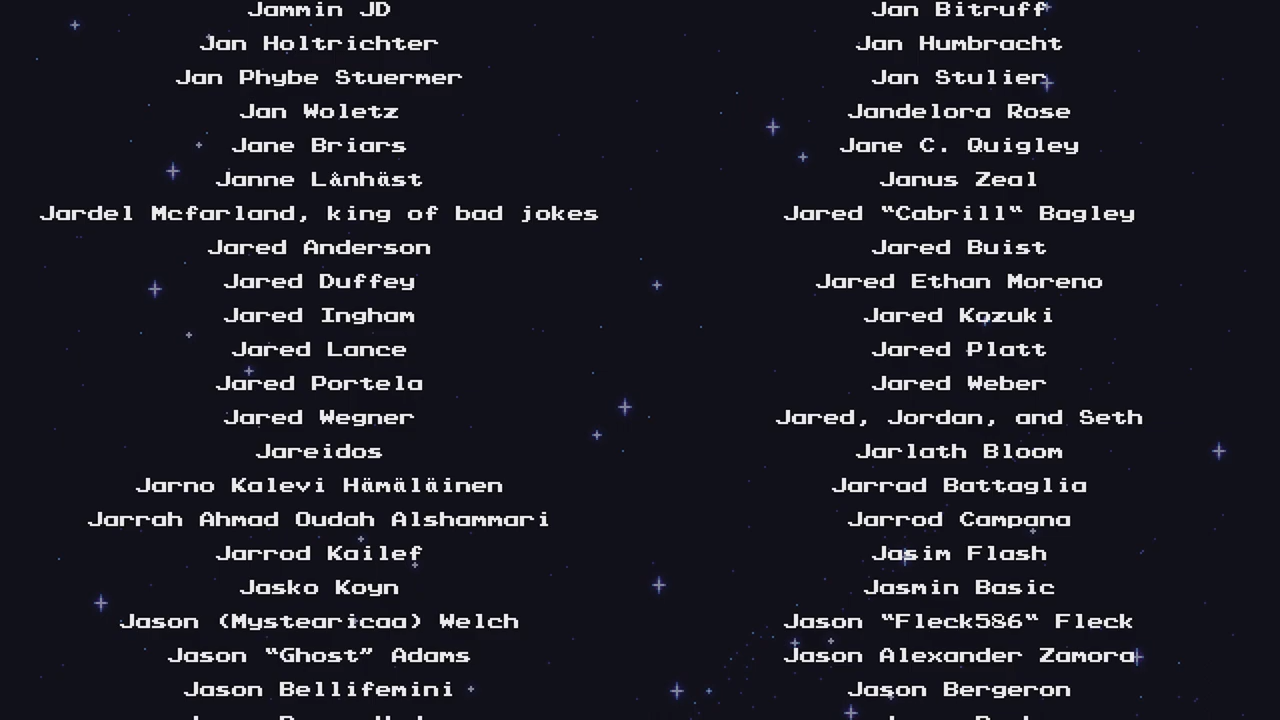 Jammin JD
Jan Bitruff
Jan Holtrichter
Jan Humbracht
Jan Phybe Stuermer
Jan Stulier
Jan Woletz
Jandelora Rose
Jane Briars
Jane C. Quigley
Janne Lånhäst
Janus Zeal
Jardel Mcfarland, king of bad jokes
Jared "Cabrill" Bagley
Jared Anderson
Jared Buist
Jared Duffey
Jared Ethan Moreno
Jared Ingham
Jared Kozuki
Jared Lance
Jared Platt
Jared Portela
Jared Weber
Jared Wegner
Jared, Jordan, and Seth
Jareidos
Jarlath Bloom
Jarno Kalevi Hämäläinen
Jarrad Battaglia
Jarrah Ahmad Oudah Alshammari
Jarrod Campana
Jarrod Kailef
Jasim Flash
Jasko Koyn
Jasmin Basic
Jason (Mystearicaa) Welch
Jason "Fleck586" Fleck
Jason "Ghost" Adams
Jason Alexander Zamora
Jason Bellifemini
Jason Bergeron